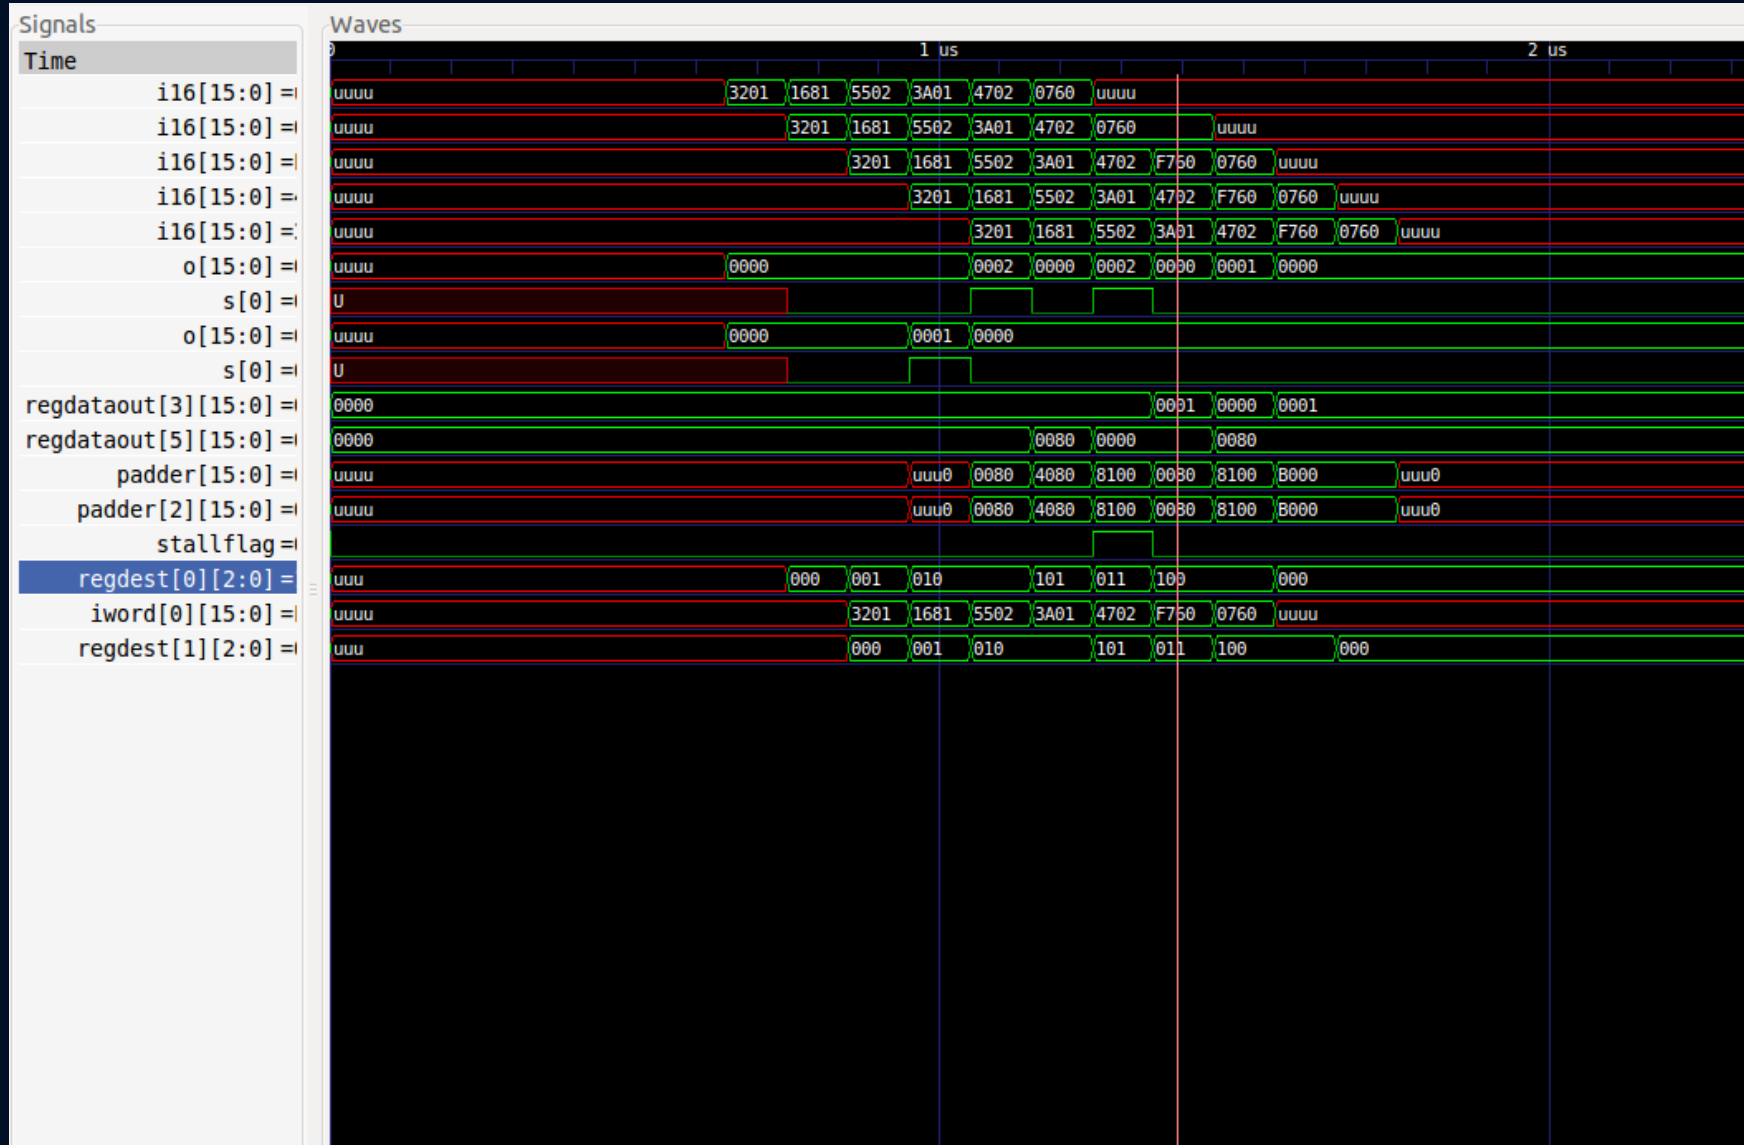 Signals
Waves
Time
0 1 us 2 us
i16[15:0] = uuuu 3201 1681 5502 3A01 4702 0760 uuuu
i16[15:0] = uuuu 3201 1681 5502 3A01 4702 0760 uuuu
i16[15:0] = uuuu 3201 1681 5502 3A01 4702 F760 0760 uuuu
i16[15:0] = uuuu 3201 1681 5502 3A01 4702 F760 0760 uuuu
i16[15:0] = uuuu 3201 1681 5502 3A01 4702 F760 0760 uuuu
o[15:0] = uuuu 0000 0002 0000 0002 0000 0001 0000
s[0] = U
o[15:0] = uuuu 0000 0001 0000
s[0] = U
regdataout[3][15:0] = 0000 0001 0000 0001
regdataout[5][15:0] = 0000 0080 0000 0080
padder[15:0] = uuuu uuu0 0080 4080 8100 0080 8100 B000 uuu0
padder[2][15:0] = uuuu uuu0 0080 4080 8100 0080 8100 B000 uuu0
stallflag =
regdest[0][2:0] = uuu 000 001 010 101 011 100 000
iword[0][15:0] = uuuu 3201 1681 5502 3A01 4702 F760 0760 uuuu
regdest[1][2:0] = uuu 000 001 010 101 011 100 000